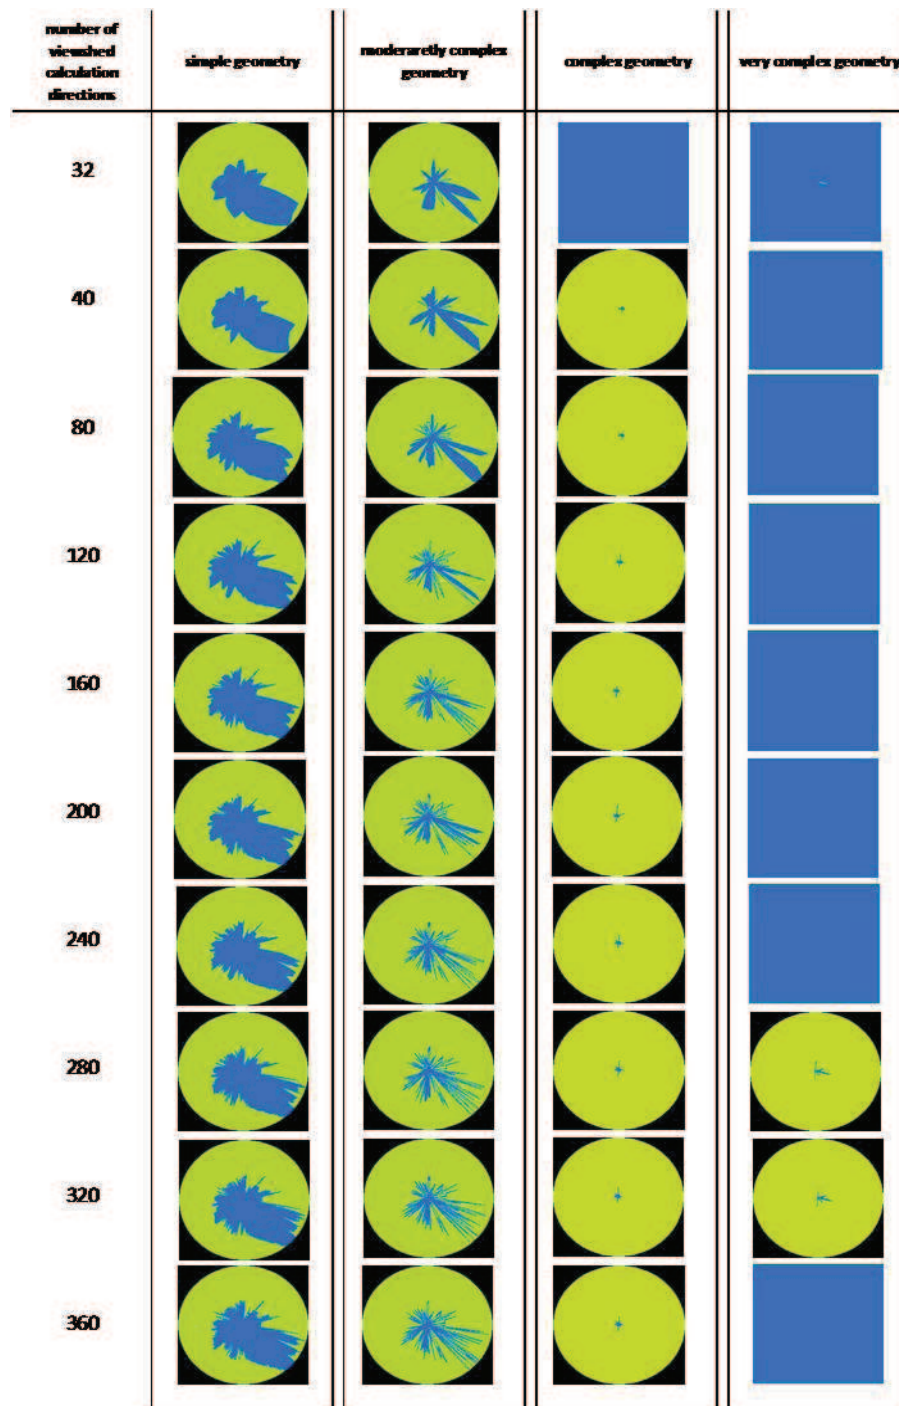 number of
viewshed
calculation
directions
simple geometry
moderaretly complex
geometry
complex geometry
very complex geometry
32
40
80
120
160
200
240
280
320
360